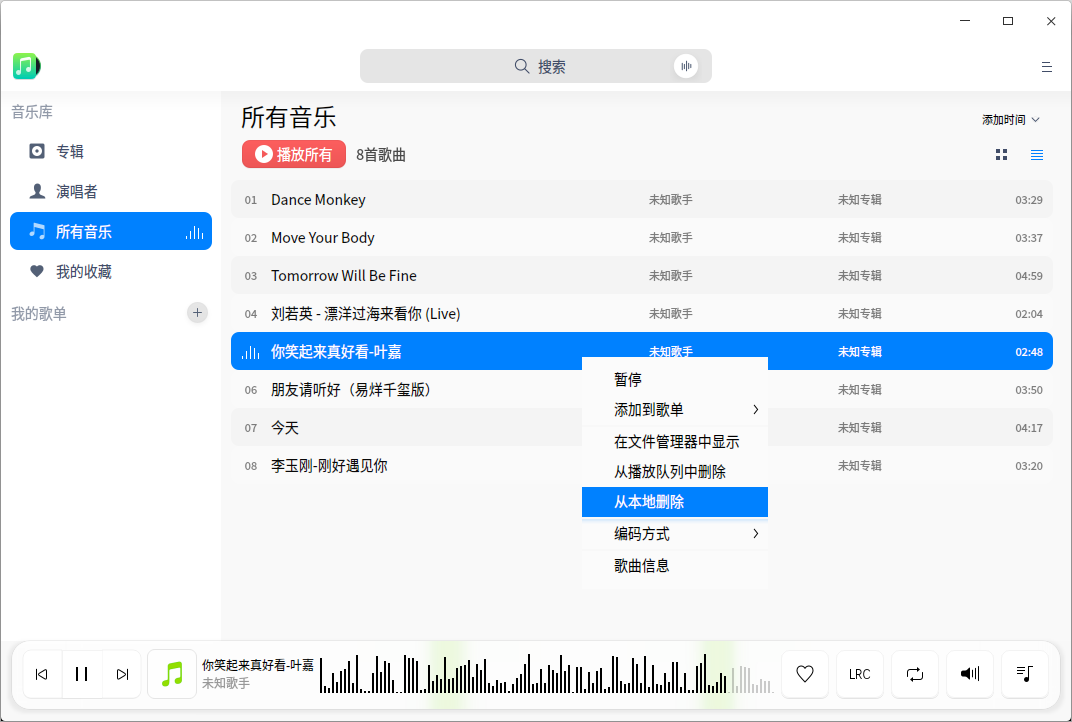 搜索
音乐库
专辑
演唱者
所有音乐
我的收藏
我的歌单
所有音乐
添加时间
播放所有 8首歌曲
01 Dance Monkey 未知歌手 未知专辑 03:29
02 Move Your Body 未知歌手 未知专辑 03:37
03 Tomorrow Will Be Fine 未知歌手 未知专辑 04:59
04 刘若英 - 漂洋过海来看你 (Live) 未知歌手 未知专辑 02:04
你笑起来真好看-叶嘉 未知歌手 未知专辑 02:48
06 朋友请听好（易烊千玺版） 未知专辑 03:50
07 今天 未知专辑 04:17
08 李玉刚-刚好遇见你 未知专辑 03:20
暂停
添加到歌单
在文件管理器中显示
从播放队列中删除
从本地删除
编码方式
歌曲信息
你笑起来真好看-叶嘉
未知歌手
LRC